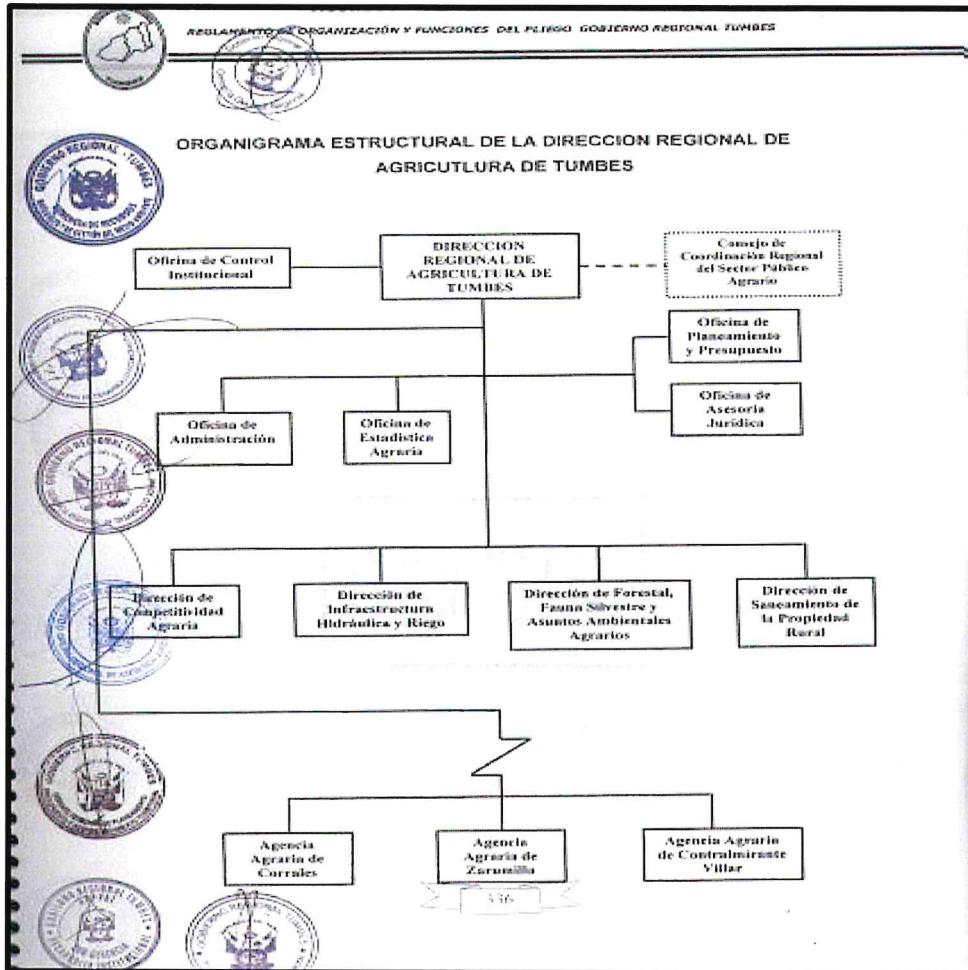 REGLAMENTO DE ORGANIZACIÓN Y FUNCIONES DEL PLIEGO GOBIERNO REGIONAL TUMBES
ORGANIGRAMA ESTRUCTURAL DE LA DIRECCION REGIONAL DE
AGRICUTLURA DE TUMBES
GOBIERNO REGIONAL - TUMBES
Oficina de Control
Institucional
DIRECCION
REGIONAL DE
AGRICULTURA DE
TUMBES
Consejo de
Coordinación Regional
del Sector Público
Agrario
Oficina de
Planeamiento
y Presupuesto
Oficina de
Asesoría
Jurídica
Oficina de
Administración
Oficina de
Estadística
Agraria
Dirección de
Competitividad
Agraria
Dirección de
Infraestructura
Hidráulica y Riego
Dirección de Forestal,
Fauna Silvestre y
Asuntos Ambientales
Agrarios
Dirección de
Saneamiento de
la Propiedad
Rural
Agencia
Agraria de
Corrales
Agencia
Agraria de
Zarumilla
Agencia Agraria
de Contralmirante
Villar
336